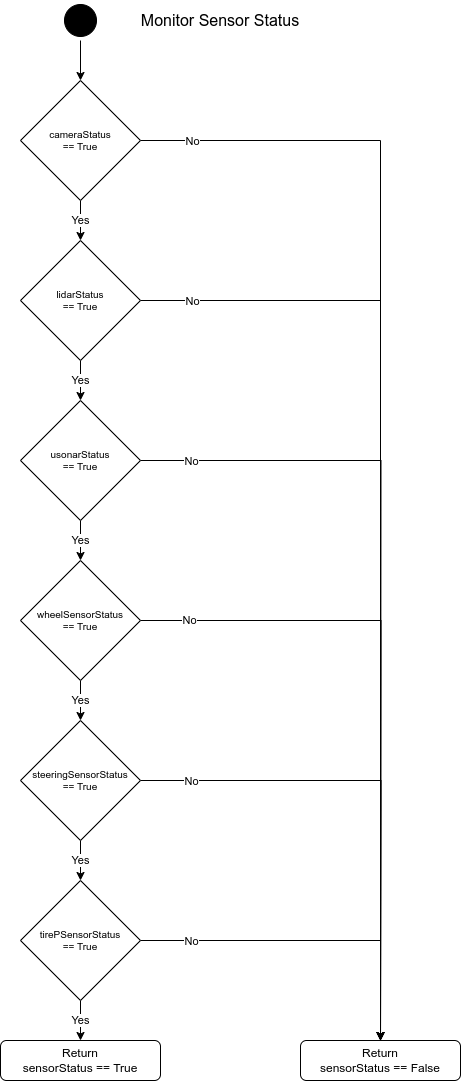 Monitor Sensor Status
cameraStatus
== True
No
Yes
lidarStatus
== True
No
Yes
usonarStatus
== True
No
Yes
wheelSensorStatus
== True
No
Yes
steeringSensorStatus
== True
No
Yes
tirePSensorStatus
== True
No
Yes
Return
sensorStatus == True
Return
sensorStatus == False